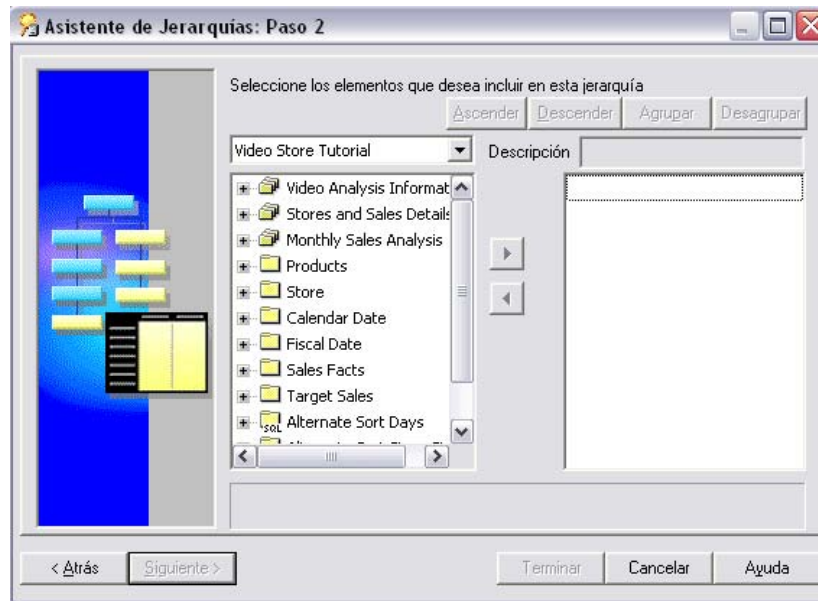 Asistente de Jerarquías: Paso 2
Seleccione los elementos que desea incluir en esta jerarquía
Ascender
Descender
Agrupar
Desagrupar
Video Store Tutorial
Descripción
Video Analysis Informat
Stores and Sales Details
Monthly Sales Analysis
Products
Store
Calendar Date
Fiscal Date
Sales Facts
Target Sales
SQL Alternate Sort Days
< Atrás
Siguiente >
Terminar
Cancelar
Ayuda